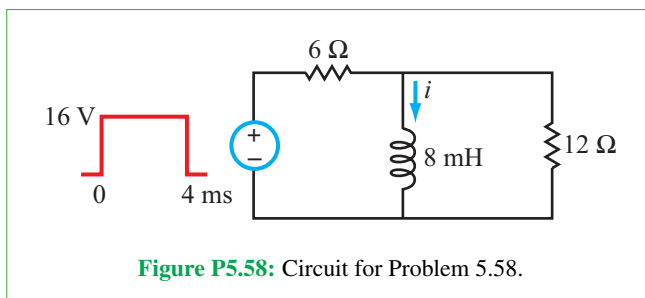 6 Ω
i
16 V
+
−
8 mH
12 Ω
0
4 ms
Figure P5.58: Circuit for Problem 5.58.